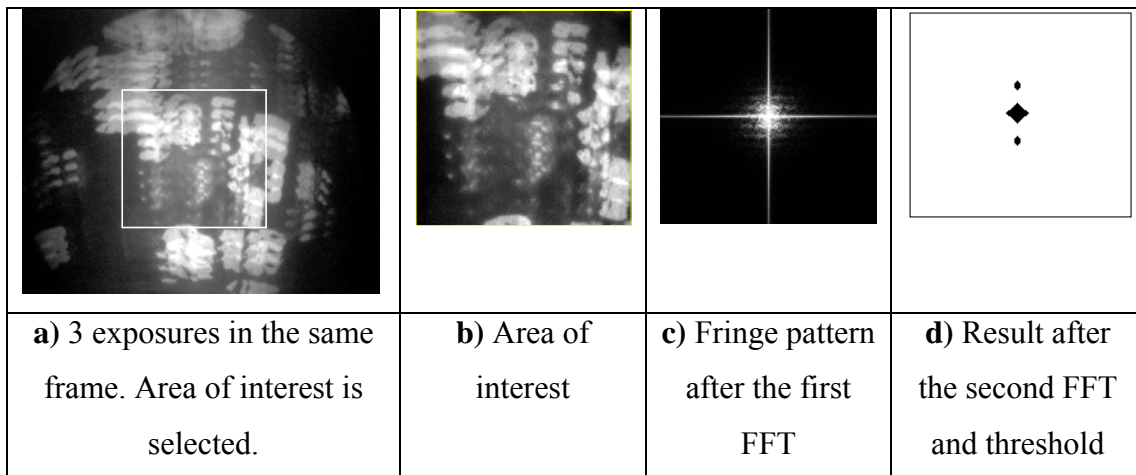 a) 3 exposures in the same
frame. Area of interest is
selected.
b) Area of
interest
c) Fringe pattern
after the first
FFT
d) Result after
the second FFT
and threshold